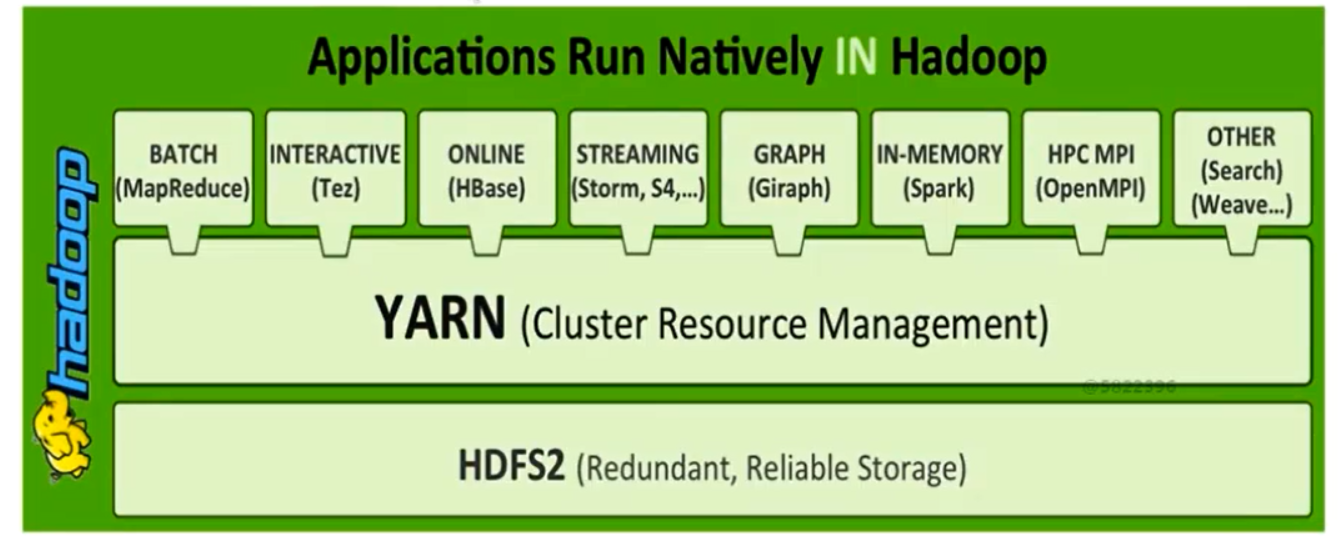 Applications Run Natively IN Hadoop
BATCH
(MapReduce)
INTERACTIVE
(Tez)
ONLINE
(HBase)
STREAMING
(Storm, S4,...)
GRAPH
(Giraph)
IN-MEMORY
(Spark)
HPC MPI
(OpenMPI)
OTHER
(Search)
(Weave...)
hadoop
YARN (Cluster Resource Management)
@5822996
HDFS2 (Redundant, Reliable Storage)